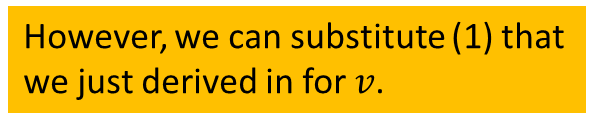 However, we can substitute (1) that
we just derived in for 𝑣.